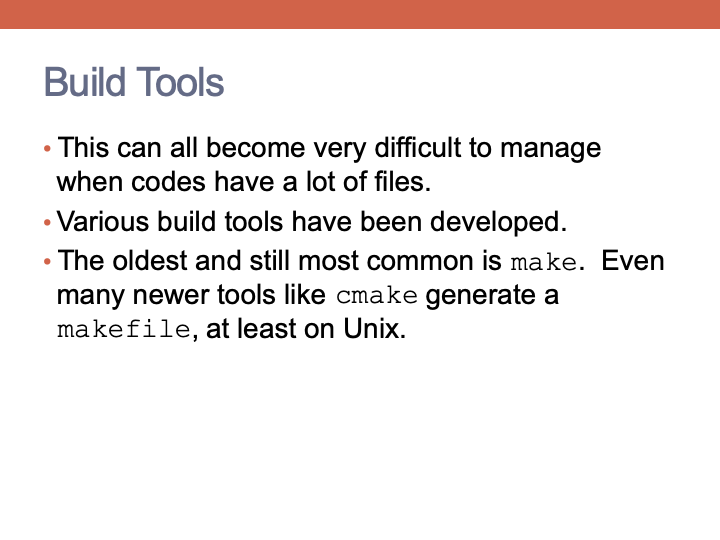 Build Tools
• This can all become very difficult to manage
when codes have a lot of files.
• Various build tools have been developed.
• The oldest and still most common is make.  Even
many newer tools like cmake generate a
makefile, at least on Unix.